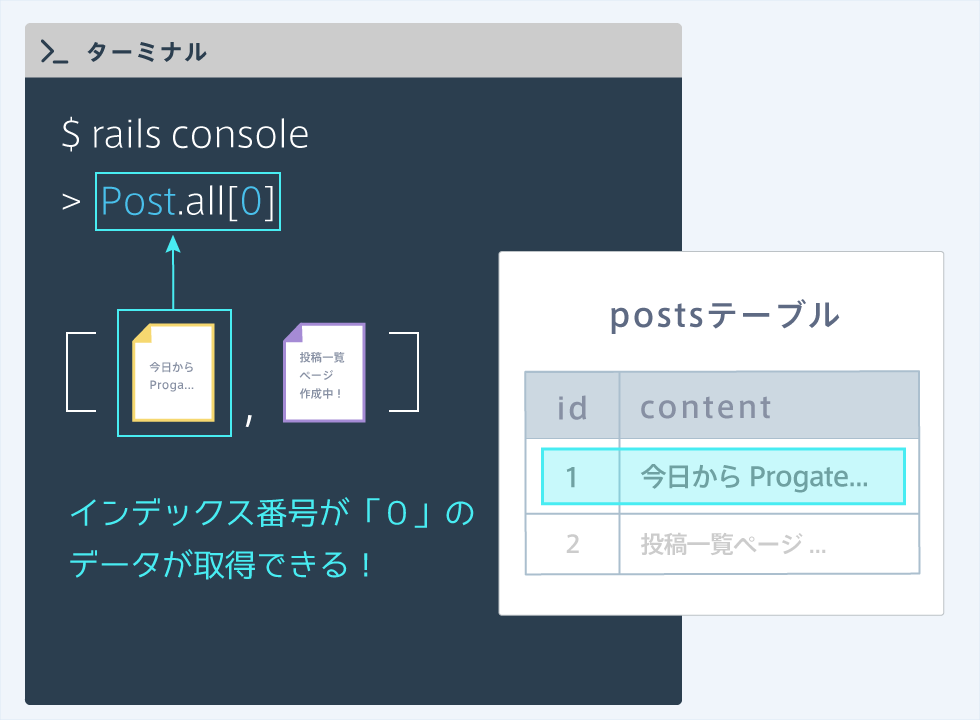 ターミナル
$ rails console
> Post.all[0]
今日から
Proga...
,
投稿一覧
ページ
作成中！
インデックス番号が「０」の
データが取得できる！
postsテーブル
id content
1 今日から Progate...
2 投稿一覧ページ ...